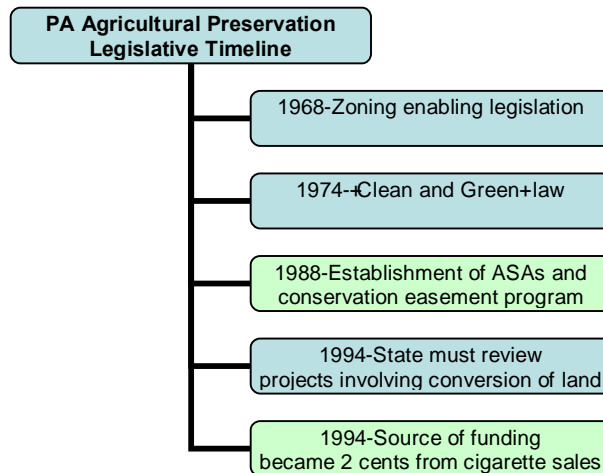 PA Agricultural Preservation
Legislative Timeline
1968-Zoning enabling legislation
1974-+Clean and Green+law
1988-Establishment of ASAs and
conservation easement program
1994-State must review
projects involving conversion of land
1994-Source of funding
became 2 cents from cigarette sales